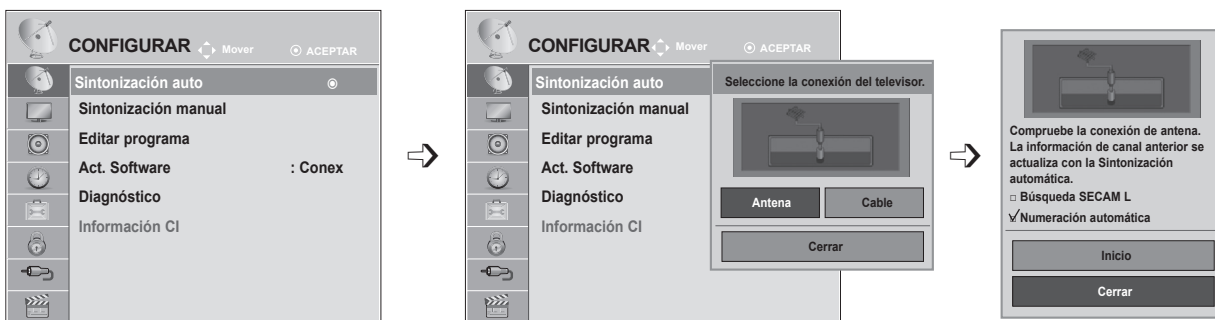 CONFIGURAR Mover ACEPTAR
Sintonización auto
Sintonización manual
Editar programa
Act. Software : Conex
Diagnóstico
Información CI
CONFIGURAR Mover ACEPTAR
Sintonización auto
Sintonización manual
Editar programa
Act. Software
Diagnóstico
Información CI
Seleccione la conexión del televisor.
Antena Cable
Cerrar
Compruebe la conexión de antena.
La información de canal anterior se
actualiza con la Sintonización
automática.
Búsqueda SECAM L
Numeración automática
Inicio
Cerrar